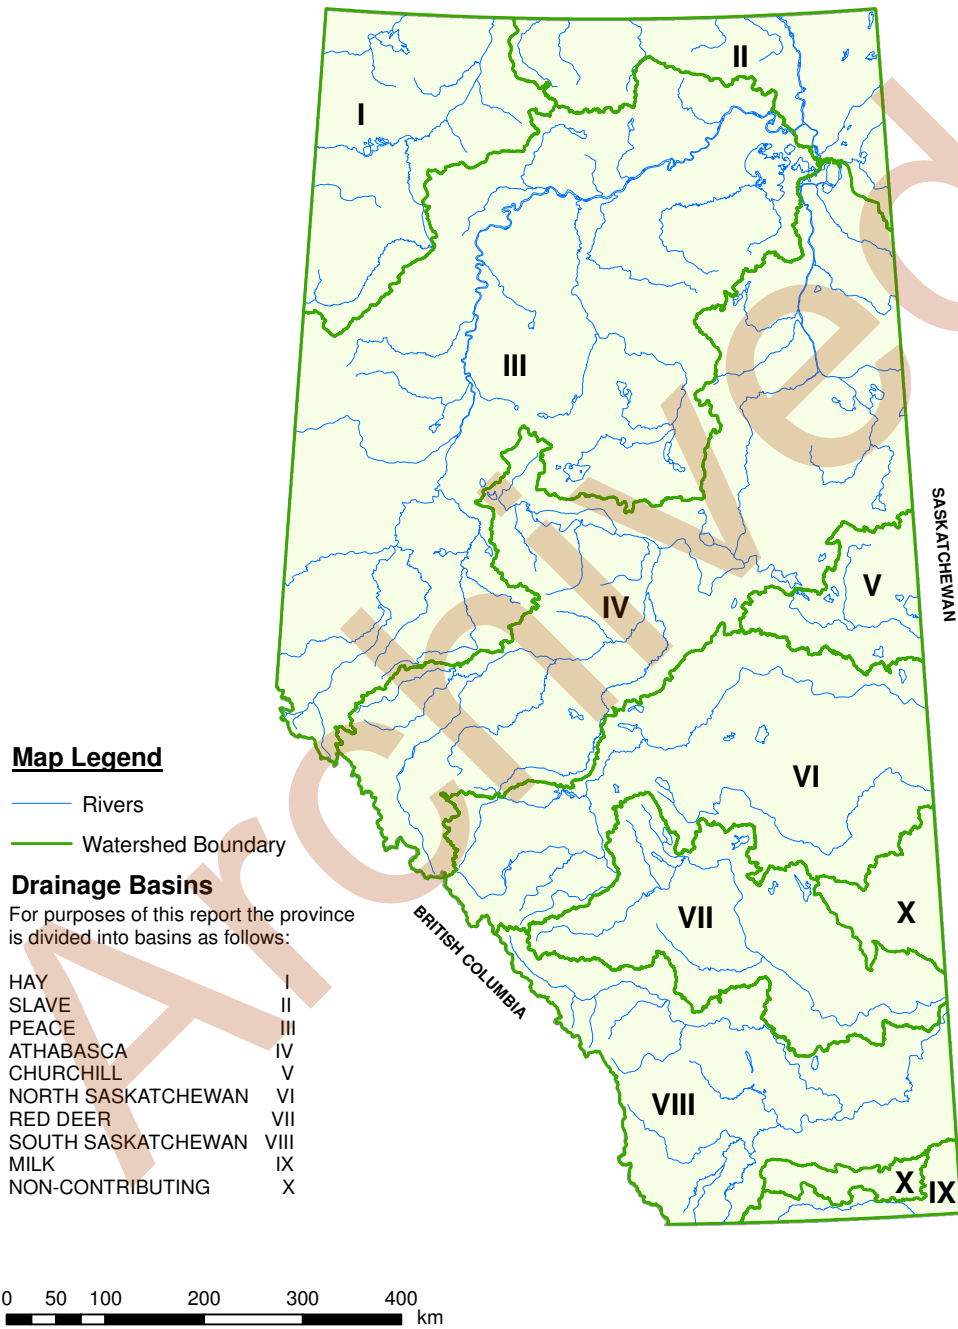 II
I
III
SASKATCHEWAN
V
IV
Map Legend
Rivers
Watershed Boundary
VI
Drainage Basins
For purposes of this report the province
is divided into basins as follows:
HAY I
SLAVE II
PEACE III
ATHABASCA IV
CHURCHILL V
NORTH SASKATCHEWAN VI
RED DEER VII
SOUTH SASKATCHEWAN VIII
MILK IX
NON-CONTRIBUTING X
BRITISH COLUMBIA
VII
X
VIII
X
IX
0 50 100 200 300 400
km
Archived